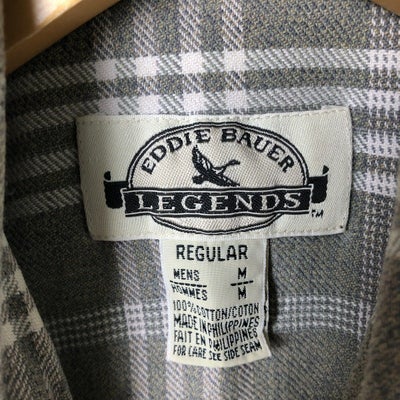 EDDIE BAUER
LEGENDS TM
REGULAR
MENS M
HOMMES M
100% COTTON/COTON
MADE IN PHILIPPINES
FAIT EN PHILIPPINES
FOR CARE SEE SIDE SEAM